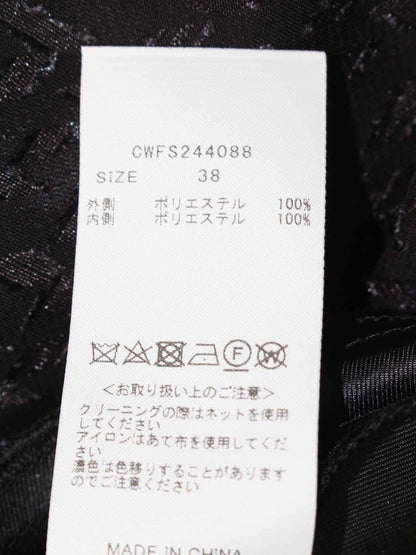 CWFS244088
SIZE 38
外側 ポリエステル 100%
内側 ポリエステル 100%
F W
＜お取り扱い上のご注意＞
クリーニングの際はネットを使用
してください
アイロンはあて布を使用してくだ
さい
濃色は色移りすることがあります
のでご注意ください
MADE IN CHINA